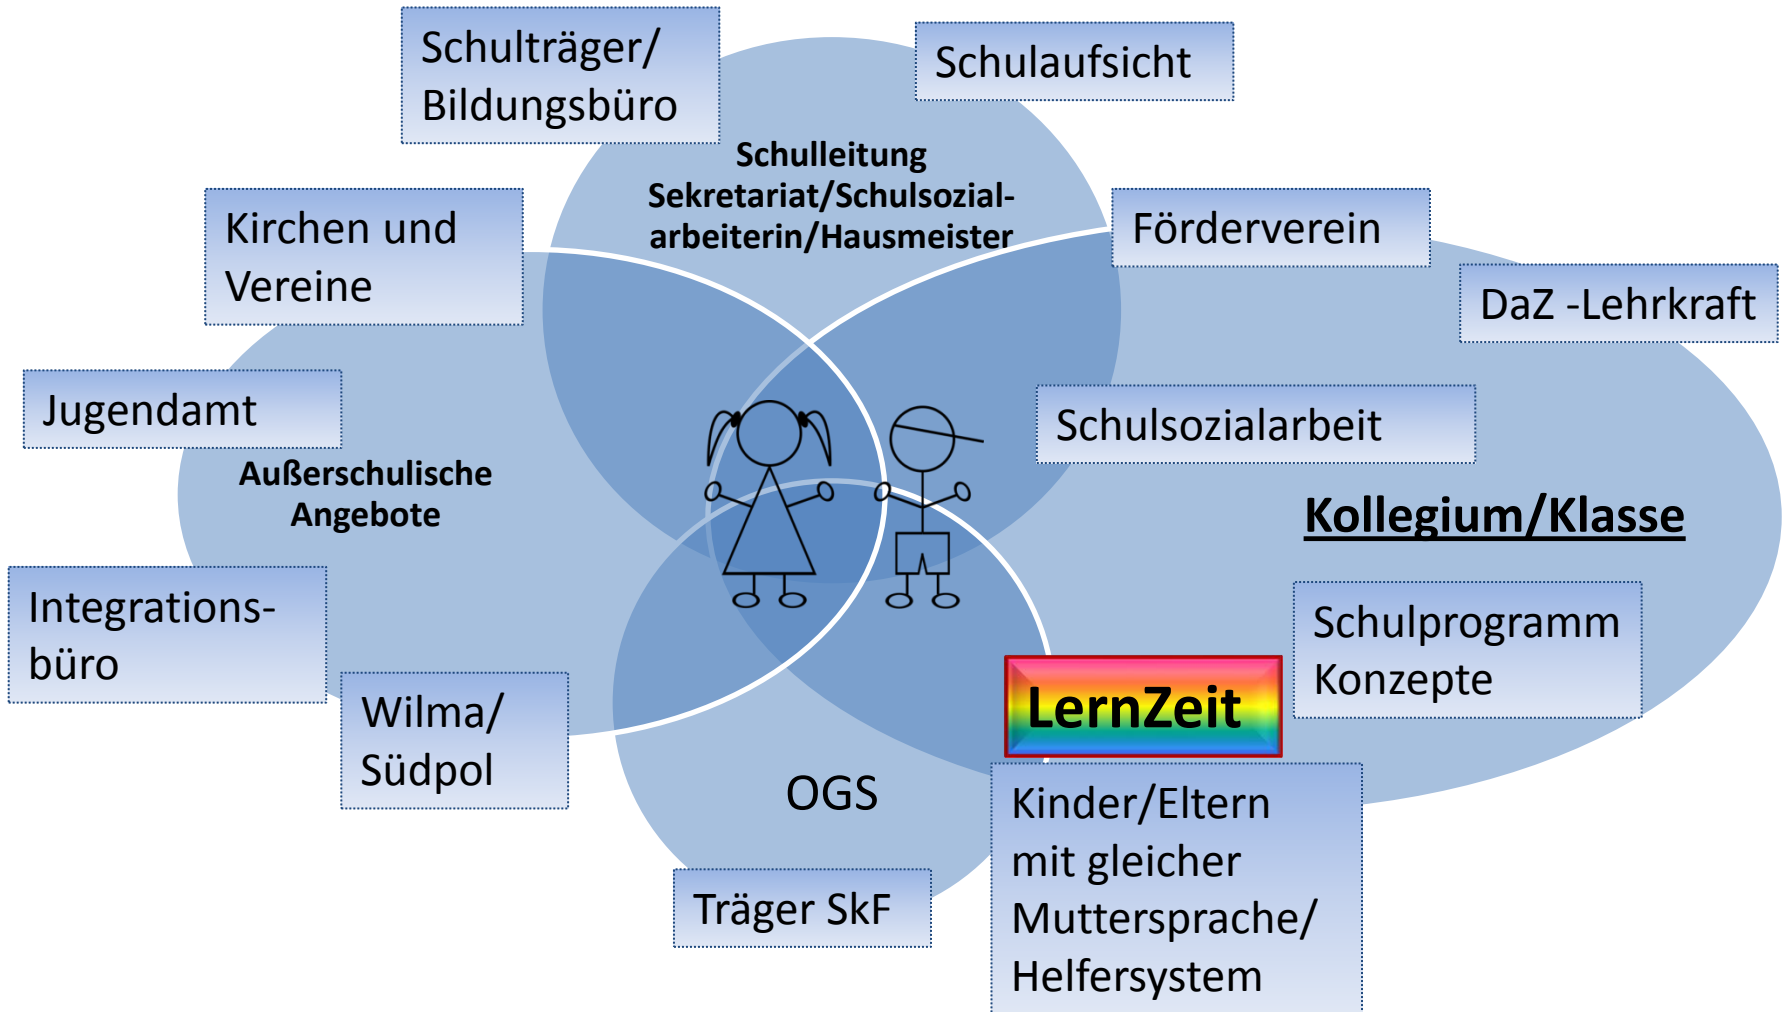 Schulträger/
Bildungsbüro
Schulaufsicht
Schulleitung
Sekretariat/Schulsozial-
arbeiterin/Hausmeister
Kirchen und
Vereine
Förderverein
DaZ -Lehrkraft
Jugendamt
Schulsozialarbeit
Außerschulische
Angebote
Kollegium/Klasse
Integrations-
büro
Schulprogramm
Konzepte
Wilma/
Südpol
LernZeit
OGS
Kinder/Eltern
mit gleicher
Muttersprache/
Helfersystem
Träger SkF